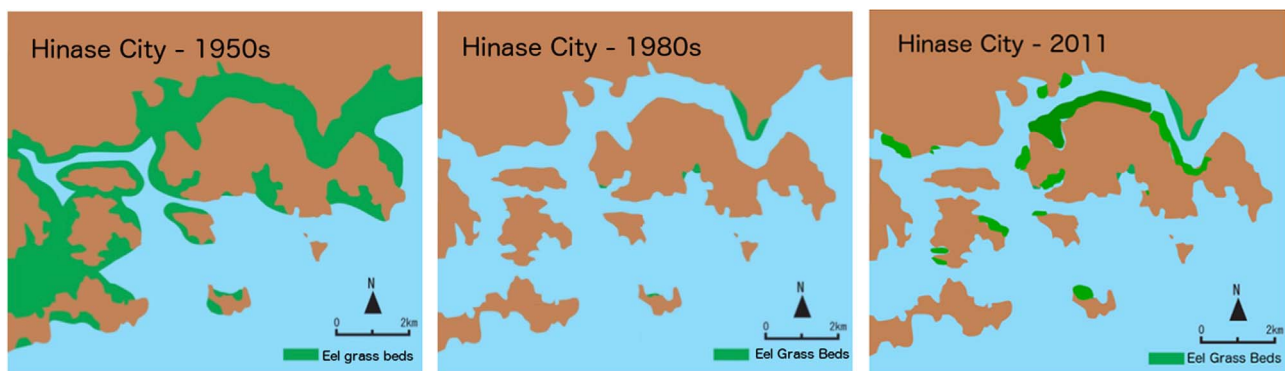 Hinase City - 1950s
N
0 2km
Eel grass beds
Hinase City - 1980s
N
0 2km
Eel Grass Beds
Hinase City - 2011
N
0 2km
Eel Grass Beds